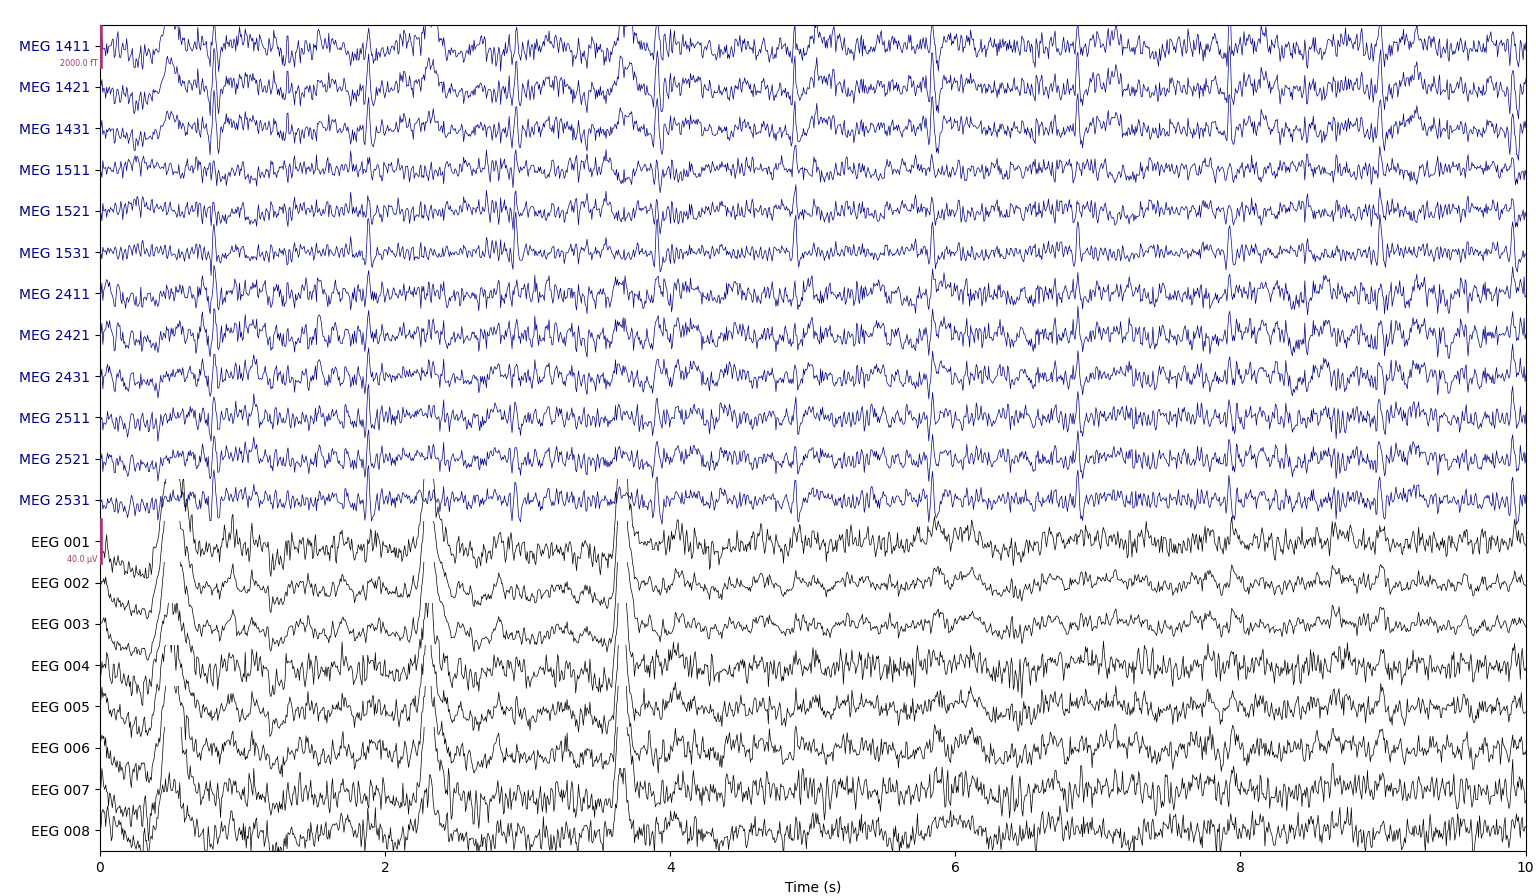 MEG 1411
2000.0 fT
MEG 1421
MEG 1431
MEG 1511
MEG 1521
MEG 1531
MEG 2411
MEG 2421
MEG 2431
MEG 2511
MEG 2521
MEG 2531
EEG 001
40.0 µV
EEG 002
EEG 003
EEG 004
EEG 005
EEG 006
EEG 007
EEG 008
0 2 4 6 8 10
Time (s)